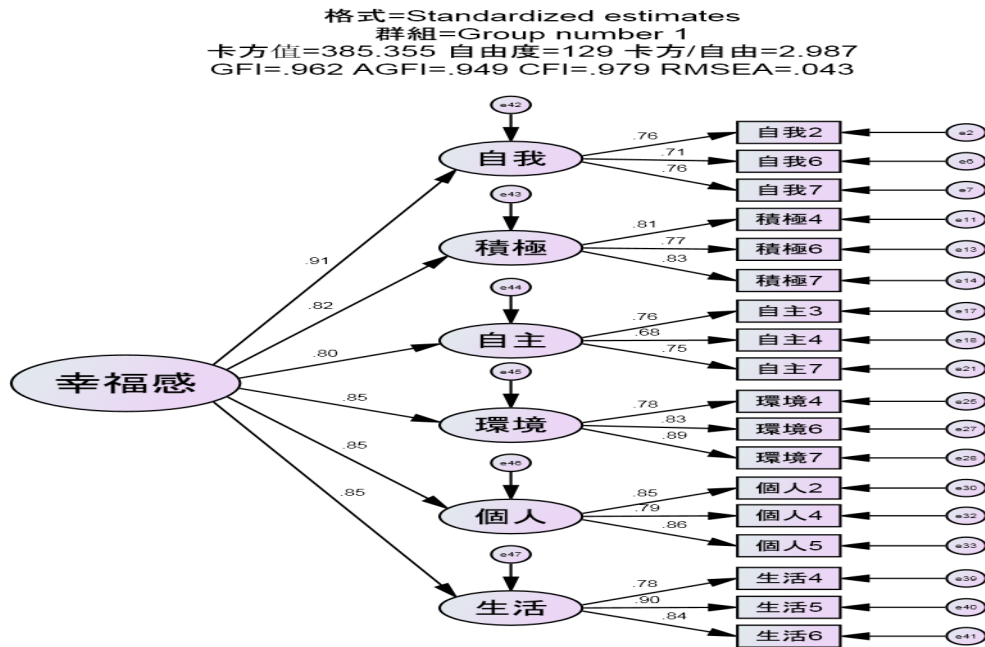 格式=Standardized estimates
群組=Group number 1
卡方值=385.355 自由度=129 卡方/自由=2.987
GFI=.962 AGFI=.949 CFI=.979 RMSEA=.043
e42
自我
.76
自我2
e2
.71
自我6
e6
.76
自我7
e7
e43
積極
.81
積極4
e11
.77
積極6
e13
.83
積極7
e14
.91
.82
e44
自主
.76
自主3
e17
.68
自主4
e18
.75
自主7
e21
.80
幸福感
e45
環境
.78
環境4
e25
.83
環境6
e27
.89
環境7
e28
.85
.85
.85
e46
個人
.85
個人2
e30
.79
個人4
e32
.86
個人5
e33
e47
生活
.78
生活4
e39
.90
生活5
e40
.84
生活6
e41